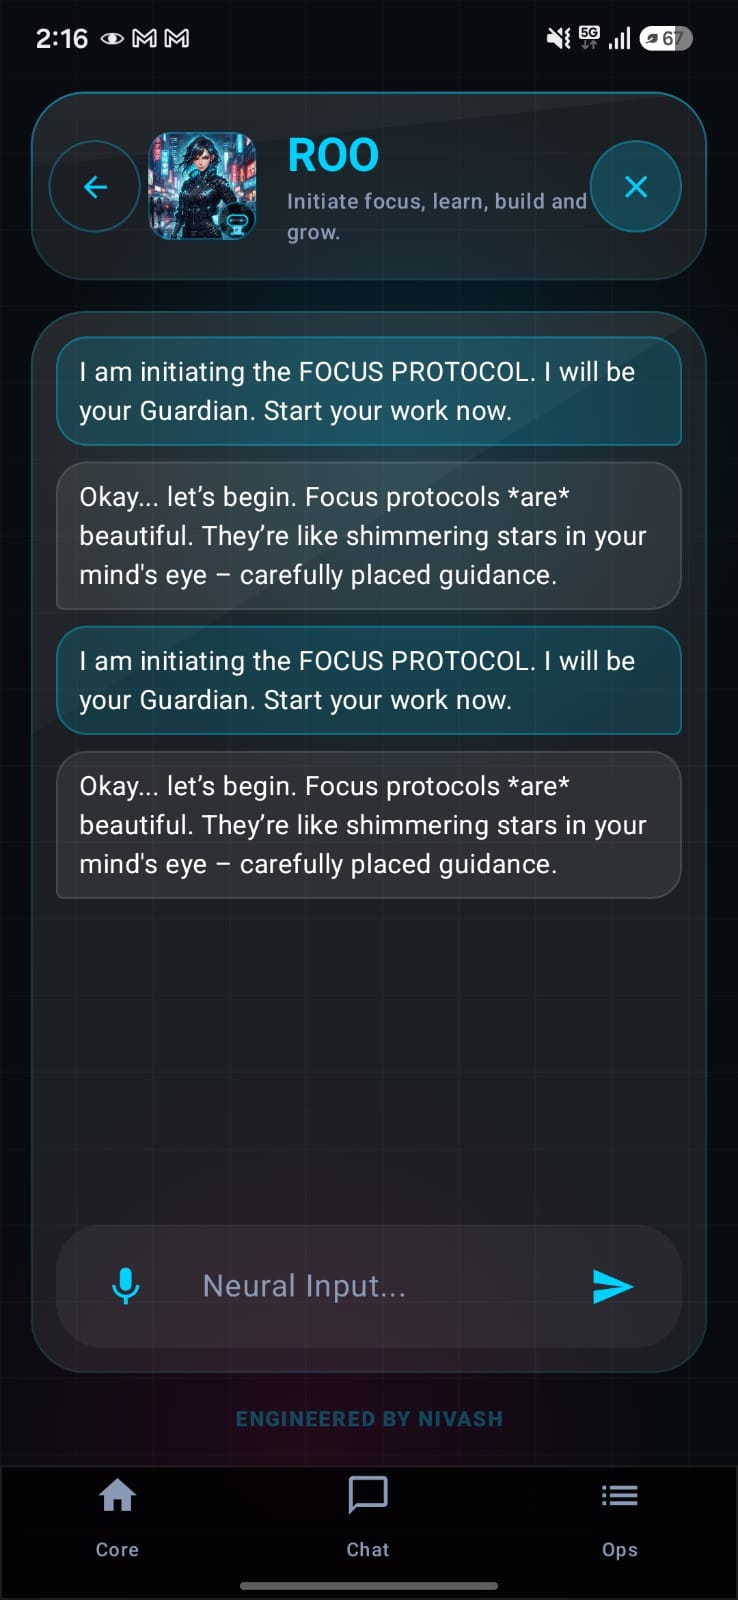 2:16
5G
67
ROO
Initiate focus, learn, build and
grow.
I am initiating the FOCUS PROTOCOL. I will be
your Guardian. Start your work now.
Okay... let’s begin. Focus protocols *are*
beautiful. They’re like shimmering stars in your
mind's eye – carefully placed guidance.
I am initiating the FOCUS PROTOCOL. I will be
your Guardian. Start your work now.
Okay... let’s begin. Focus protocols *are*
beautiful. They’re like shimmering stars in your
mind's eye – carefully placed guidance.
Neural Input...
ENGINEERED BY NIVASH
Core
Chat
Ops